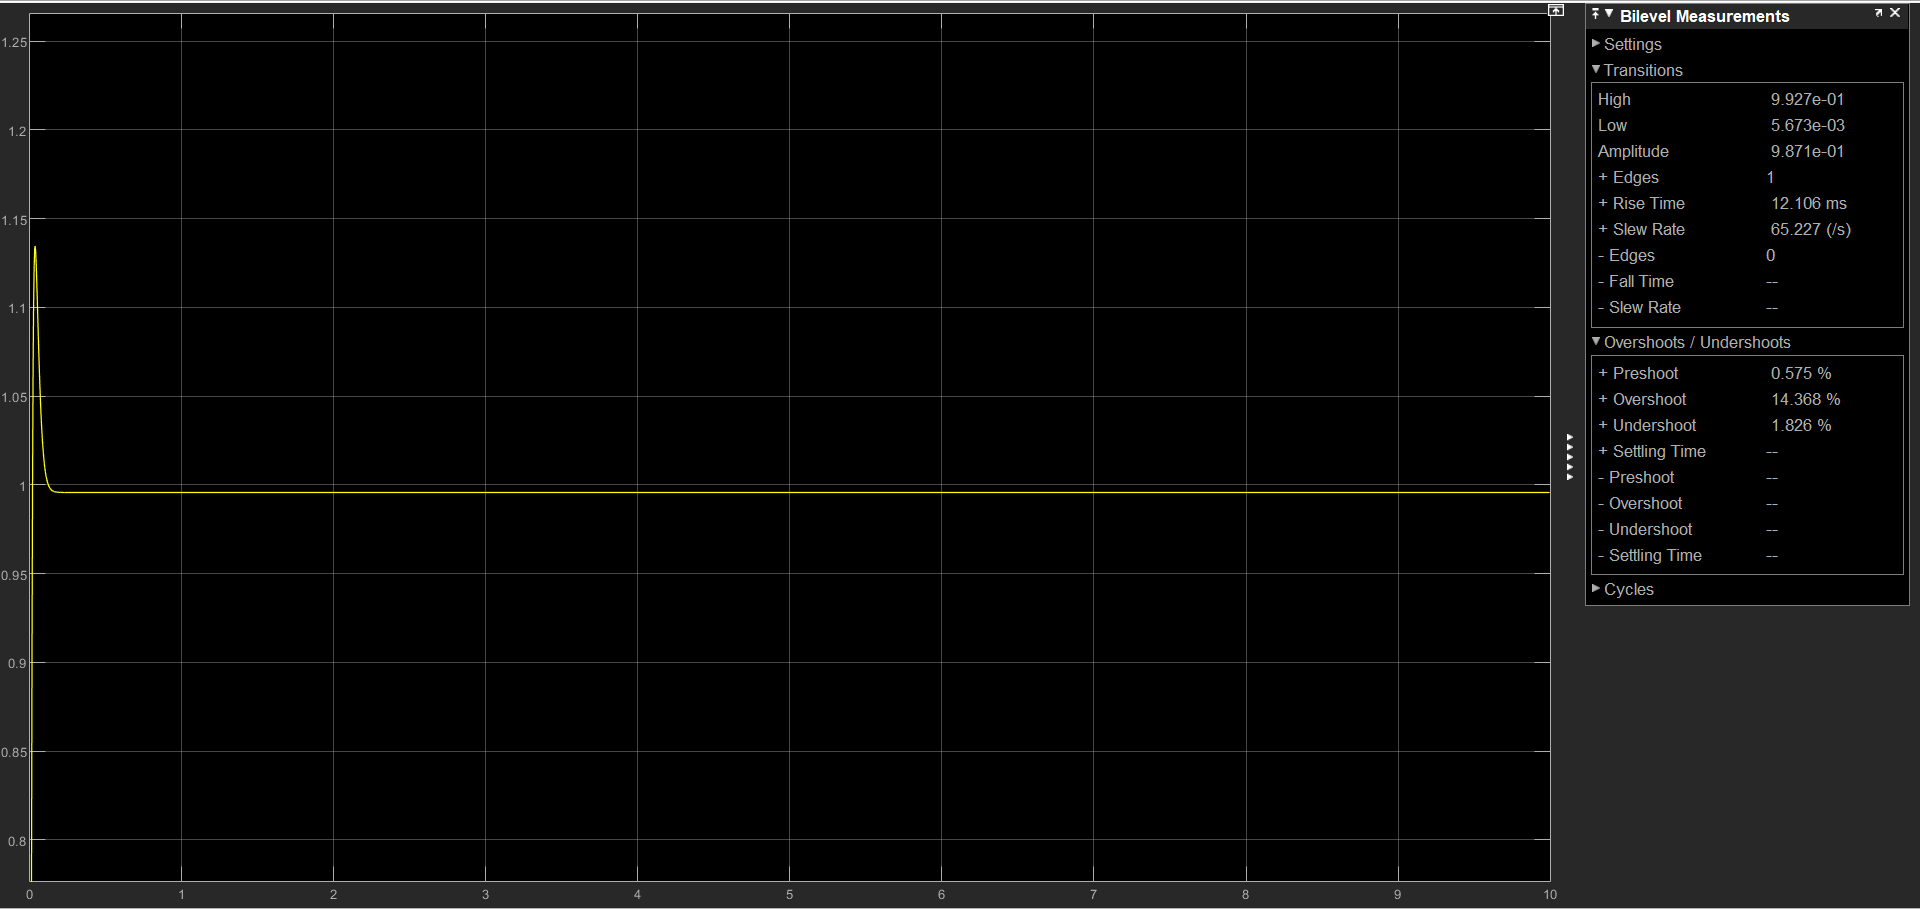 1.25
1.2
1.15
1.1
1.05
1
0.95
0.9
0.85
0.8
0 1 2 3 4 5 6 7 8 9 10
Bilevel Measurements
Settings
Transitions
High 9.927e-01
Low 5.673e-03
Amplitude 9.871e-01
+ Edges 1
+ Rise Time 12.106 ms
+ Slew Rate 65.227 (/s)
- Edges 0
- Fall Time --
- Slew Rate --
Overshoots / Undershoots
+ Preshoot 0.575 %
+ Overshoot 14.368 %
+ Undershoot 1.826 %
+ Settling Time --
- Preshoot --
- Overshoot --
- Undershoot --
- Settling Time --
Cycles